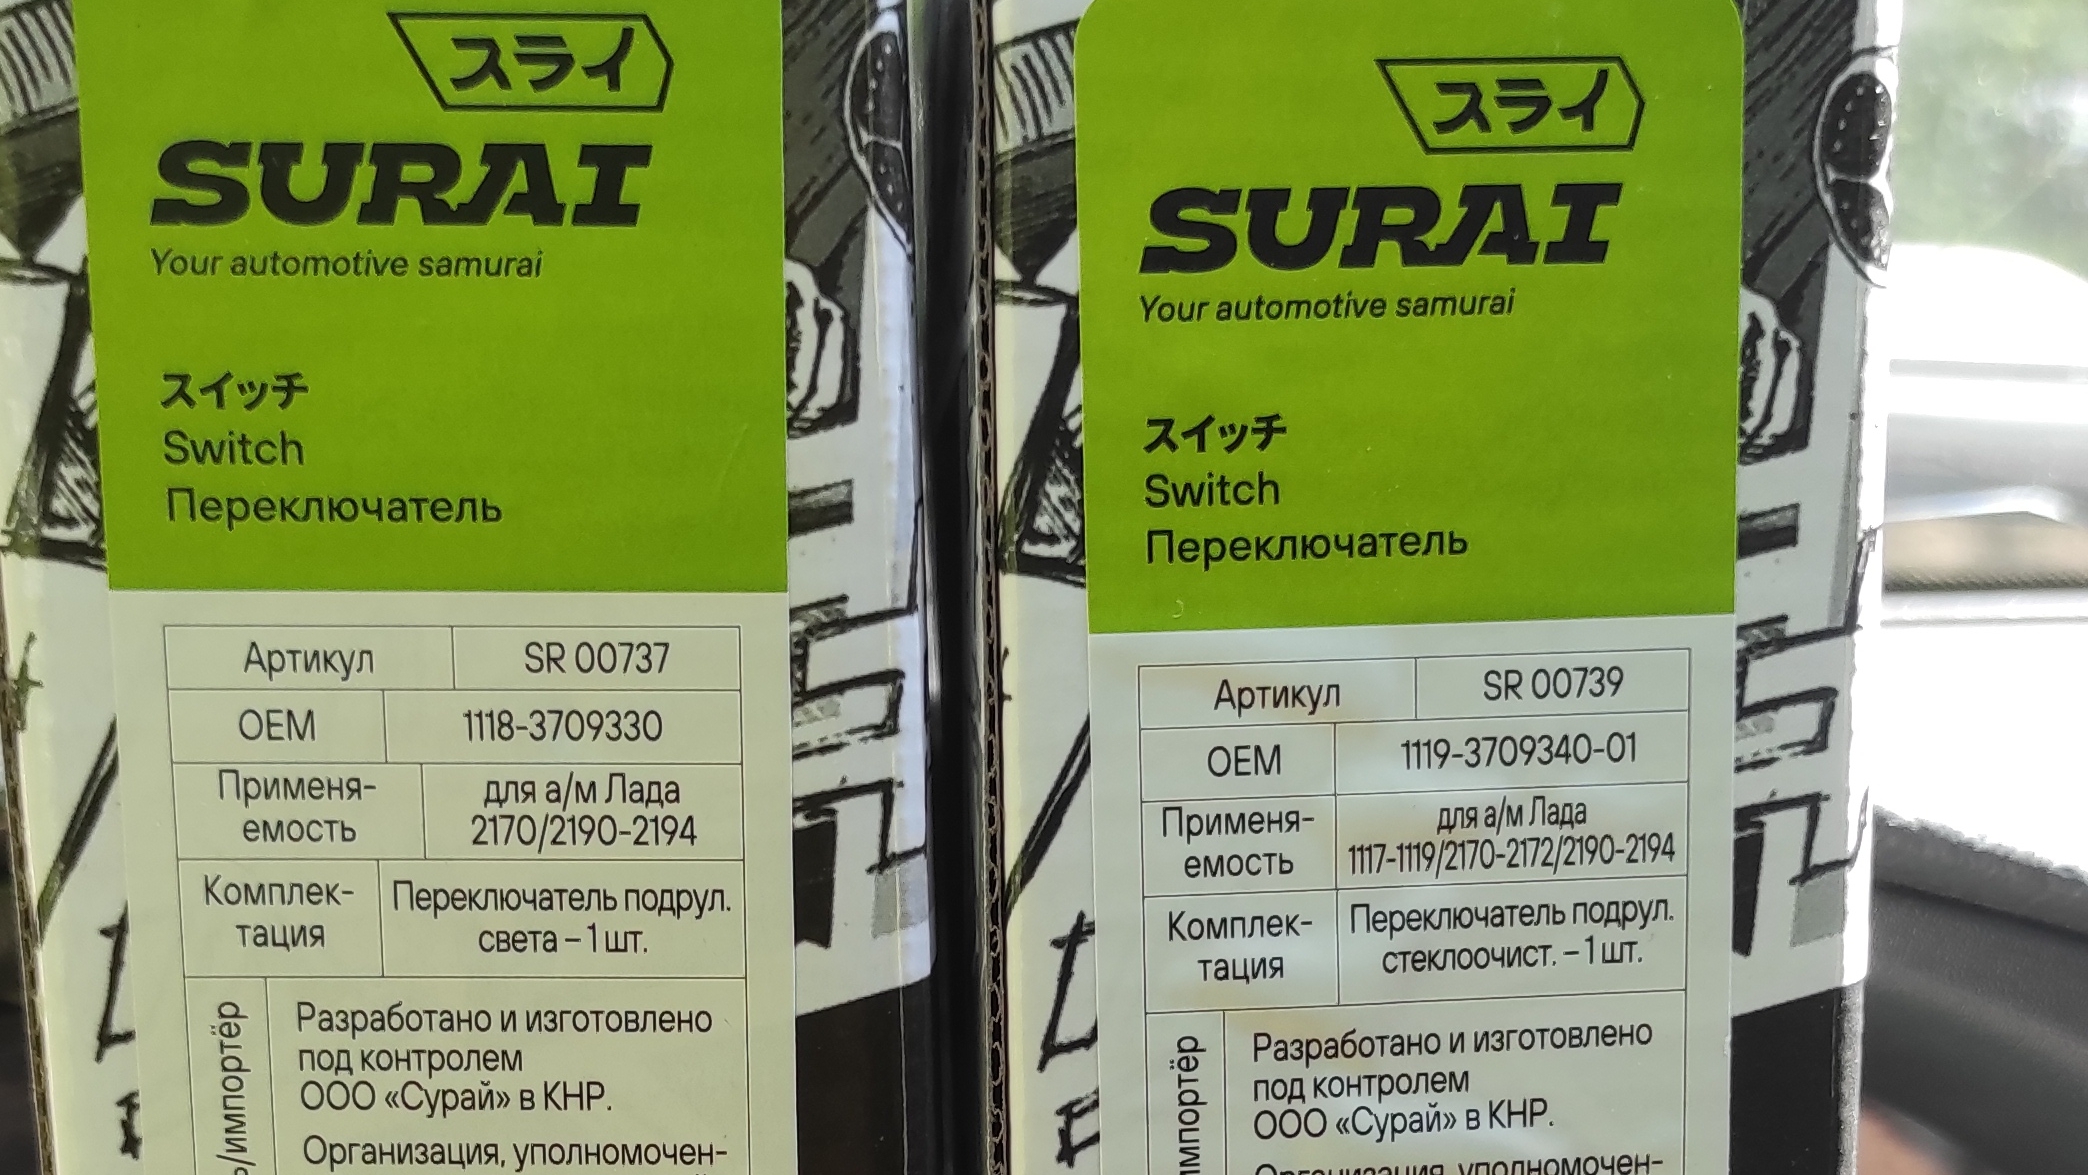 スライ
SURAI
Your automotive samurai
スイッチ
Switch
Переключатель
Артикул SR 00737
OEM 1118-3709330
Применя-
емость
для а/м Лада
2170/2190-2194
Комплек-
тация
Переключатель подрул.
света – 1 шт.
/импортёр
Разработано и изготовлено
под контролем
ООО «Сурай» в КНР.
Организация, уполномочен-
スライ
SURAI
Your automotive samurai
スイッチ
Switch
Переключатель
Артикул SR 00739
OEM 1119-3709340-01
Применя-
емость
для а/м Лада
1117-1119/2170-2172/2190-2194
Комплек-
тация
Переключатель подрул.
стеклоочист. – 1 шт.
импортёр
Разработано и изготовлено
под контролем
ООО «Сурай» в КНР.
Организация, уполномочен-